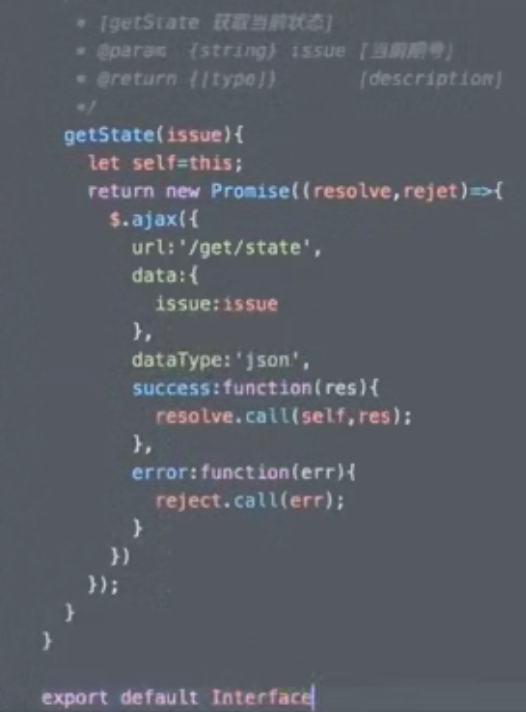 * [getState 获取当前状态]
* @param {string} issue [当前期号]
* @return {[type]} [description]
*/
getState(issue){
let self=this;
return new Promise((resolve,rejet)=>{
$.ajax({
url:'/get/state',
data:{
issue:issue
},
dataType:'json',
success:function(res){
resolve.call(self,res);
},
error:function(err){
reject.call(err);
}
})
});
}
}
export default Interface